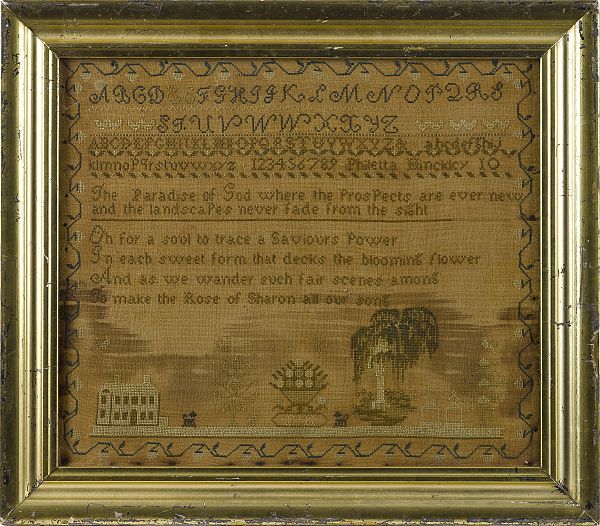 ABCD FGHIJK L M N O P Q R S
S T U V W W X X Y Z
ABCDEFGHIJKLMNOPQRSTUVWXYZ& abcdefghij
klmnopqrstuvwxyz 123456789 Philetta Hinckley 10
The Paradise of God where the ProsPects are ever new
and the landscaPes never fade from the sight
Oh for a soul to trace a Saviours Power
In each sweet form that decks the blooming flower
And as we wander such fair scenes among
To make the Rose of Sharon all our song